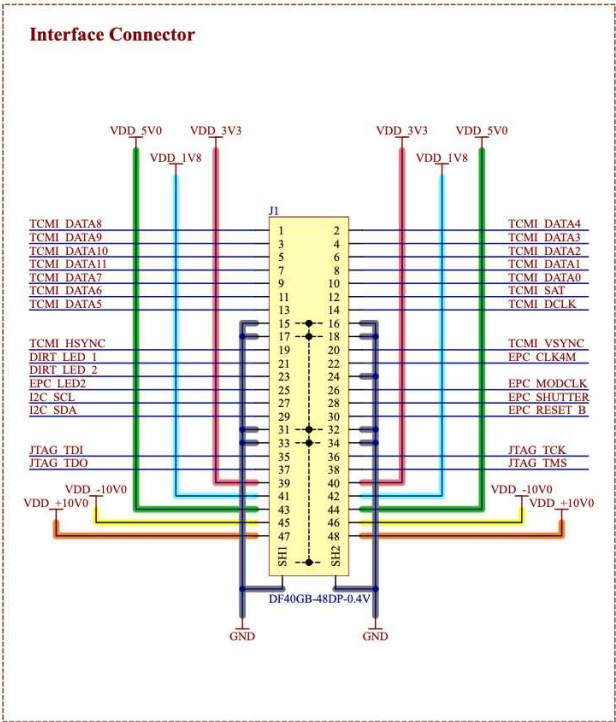 Interface Connector
VDD_5V0 VDD_3V3 VDD_3V3 VDD_5V0
VDD_1V8 VDD_1V8
J1
TCMI_DATA8 1 2 TCMI_DATA4
TCMI_DATA9 3 4 TCMI_DATA3
TCMI_DATA10 5 6 TCMI_DATA2
TCMI_DATA11 7 8 TCMI_DATA1
TCMI_DATA7 9 10 TCMI_DATA0
TCMI_DATA6 11 12 TCMI_SAT
TCMI_DATA5 13 14 TCMI_DCLK
15 16
17 18
TCMI_HSYNC 19 20 TCMI_VSYNC
DIRT_LED_1 21 22 EPC_CLK4M
DIRT_LED_2 23 24
EPC_LED2 25 26 EPC_MODCLK
I2C_SCL 27 28 EPC_SHUTTER
I2C_SDA 29 30 EPC_RESET_B
31 32
33 34
JTAG_TDI 35 36 JTAG_TCK
JTAG_TDO 37 38 JTAG_TMS
39 40
VDD_-10V0 41 42 VDD_-10V0
VDD_+10V0 43 44 VDD_+10V0
45 46
47 48
SH1 SH2
DF40GB-48DP-0.4V
GND GND